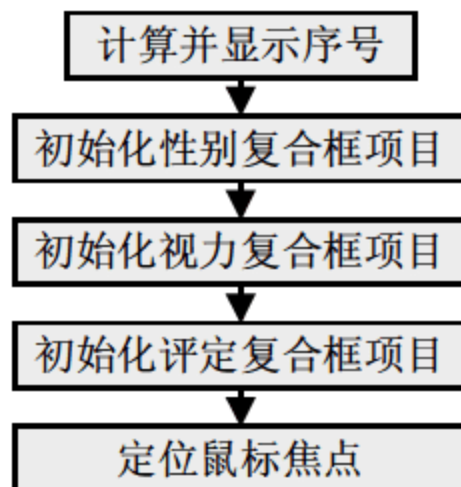 计算并显示序号
初始化性别复合框项目
初始化视力复合框项目
初始化评定复合框项目
定位鼠标焦点